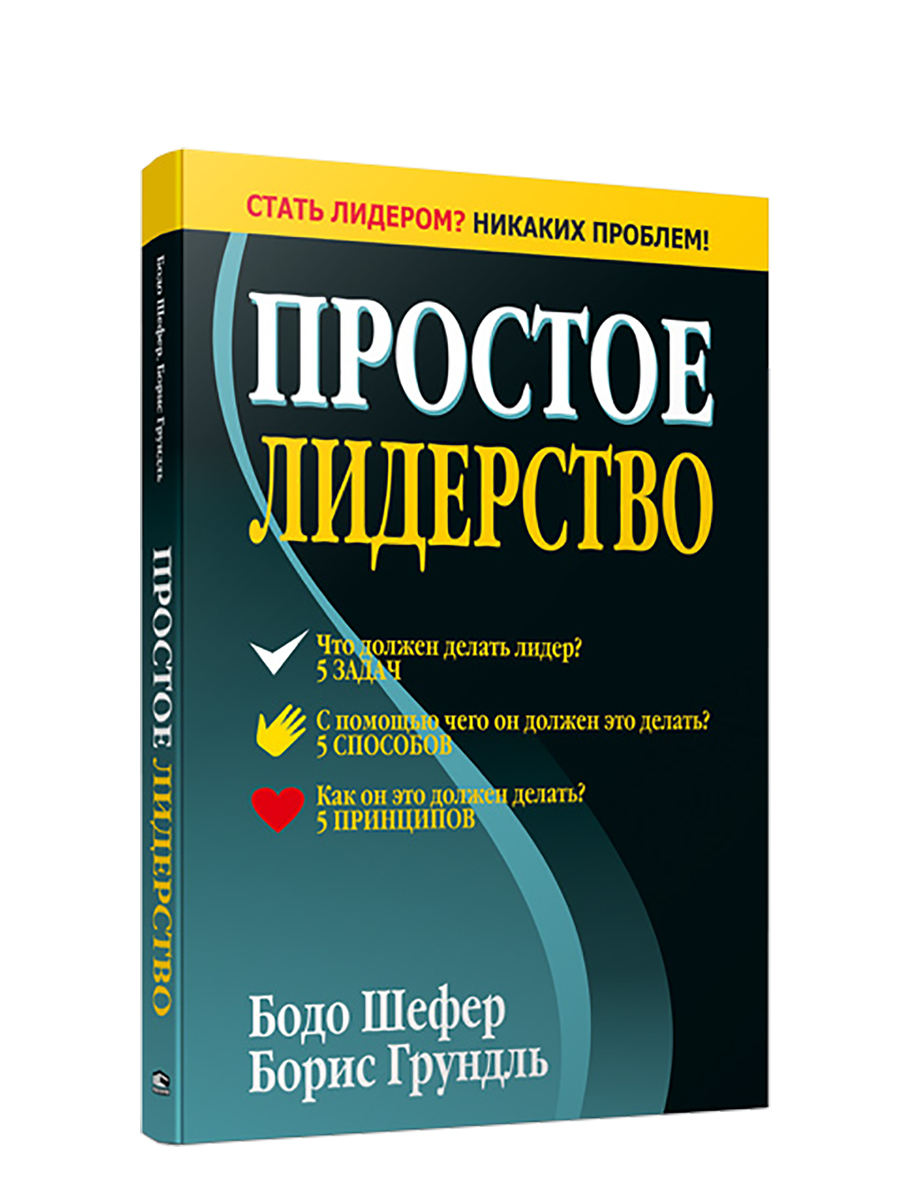 СТАТЬ ЛИДЕРОМ? НИКАКИХ ПРОБЛЕМ!
ПРОСТОЕ
ЛИДЕРСТВО
Что должен делать лидер?
5 ЗАДАЧ
С помощью чего он должен это делать?
5 СПОСОБОВ
Как он это должен делать?
5 ПРИНЦИПОВ
Бодо Шефер
Борис Грундль
Бодо Шефер, Борис Грундль
ПРОСТОЕ ЛИДЕРСТВО